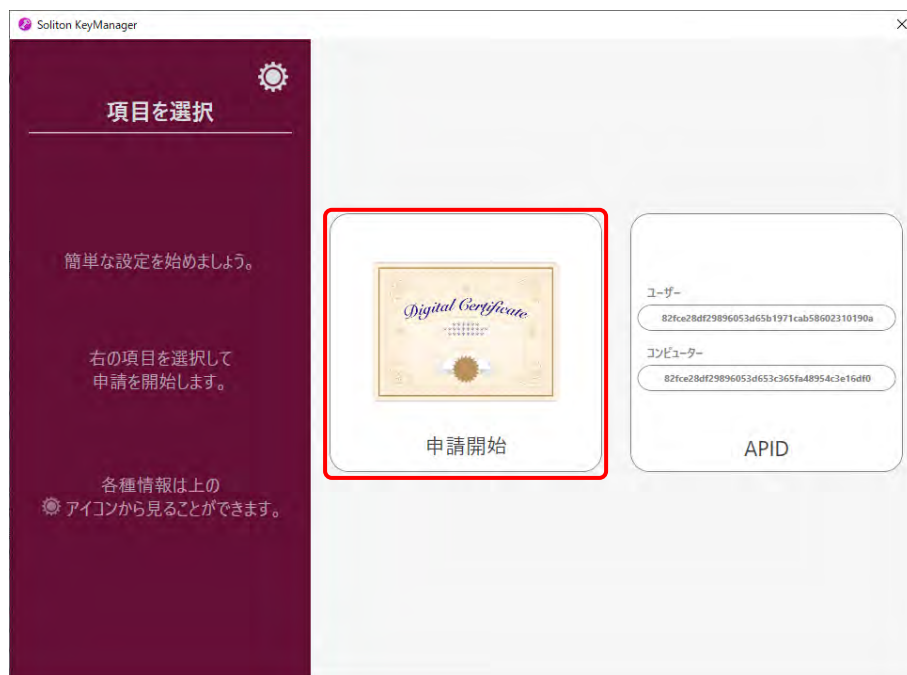 Soliton KeyManager
項目を選択
簡単な設定を始めましょう。
右の項目を選択して
申請を開始します。
各種情報は上の
アイコンから見ることができます。
Digital Certificate
申請開始
ユーザー
82fce28df29896053d65b1971cab58602310190a
コンピューター
82fce28df29896053d653c365fa48954c3e16df0
APID